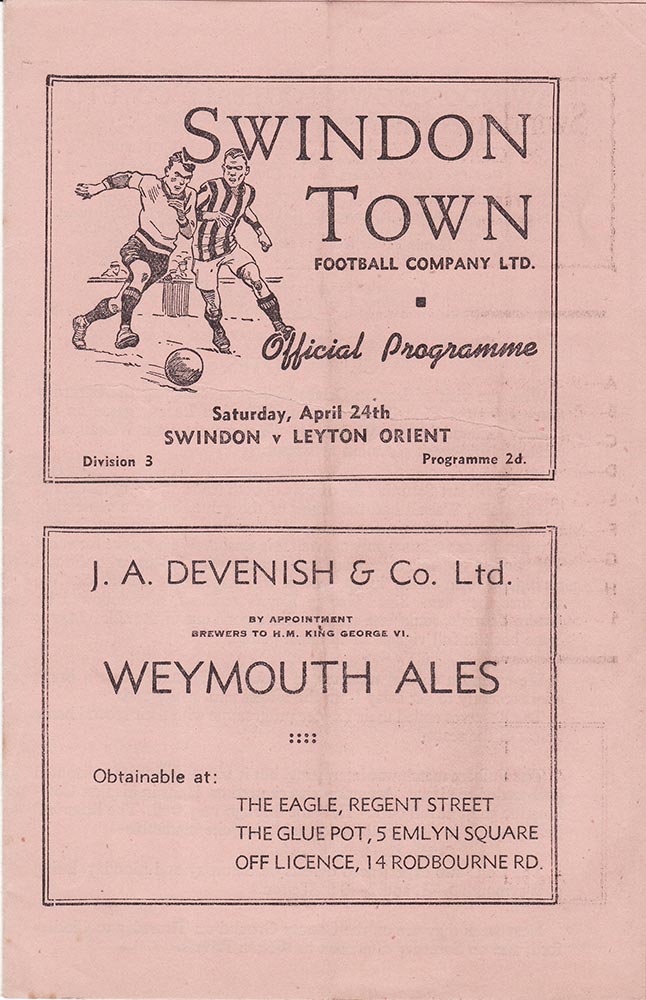 SWINDON
TOWN
FOOTBALL COMPANY LTD.
Official Programme
Saturday, April 24th
SWINDON v LEYTON ORIENT
Division 3 Programme 2d.
J. A. DEVENISH & Co. Ltd.
BY APPOINTMENT
BREWERS TO H.M. KING GEORGE VI.
WEYMOUTH ALES
Obtainable at:
THE EAGLE, REGENT STREET
THE GLUE POT, 5 EMLYN SQUARE
OFF LICENCE, 14 RODBOURNE RD.